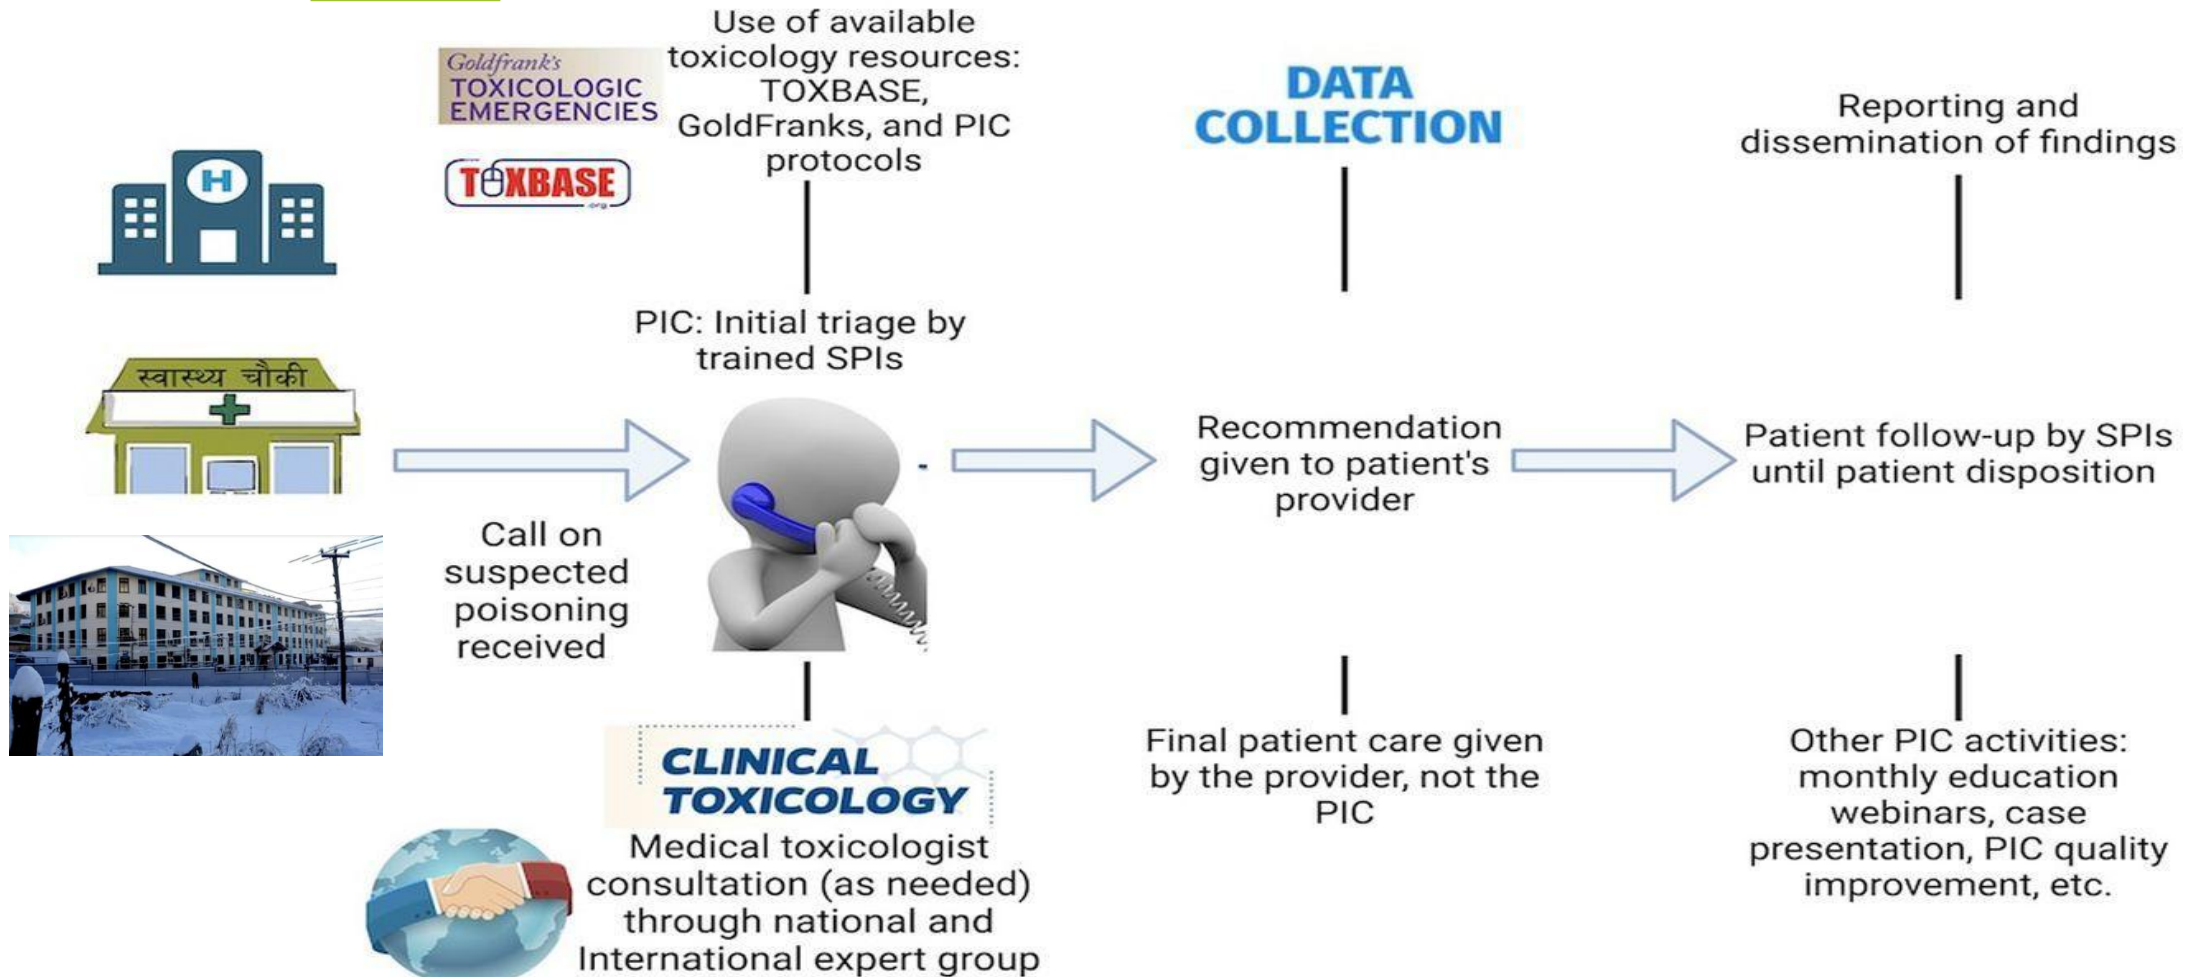 Goldfrank's
TOXICOLOGIC
EMERGENCIES
TOXBASE
.org
Use of available
toxicology resources:
TOXBASE,
GoldFranks, and PIC
protocols
DATA
COLLECTION
Reporting and
dissemination of findings
H
PIC: Initial triage by
trained SPIs
स्वास्थ्य चौकी
Call on
suspected
poisoning
received
Recommendation
given to patient's
provider
Patient follow-up by SPIs
until patient disposition
CLINICAL
TOXICOLOGY
Medical toxicologist
consultation (as needed)
through national and
International expert group
Final patient care given
by the provider, not the
PIC
Other PIC activities:
monthly education
webinars, case
presentation, PIC quality
improvement, etc.